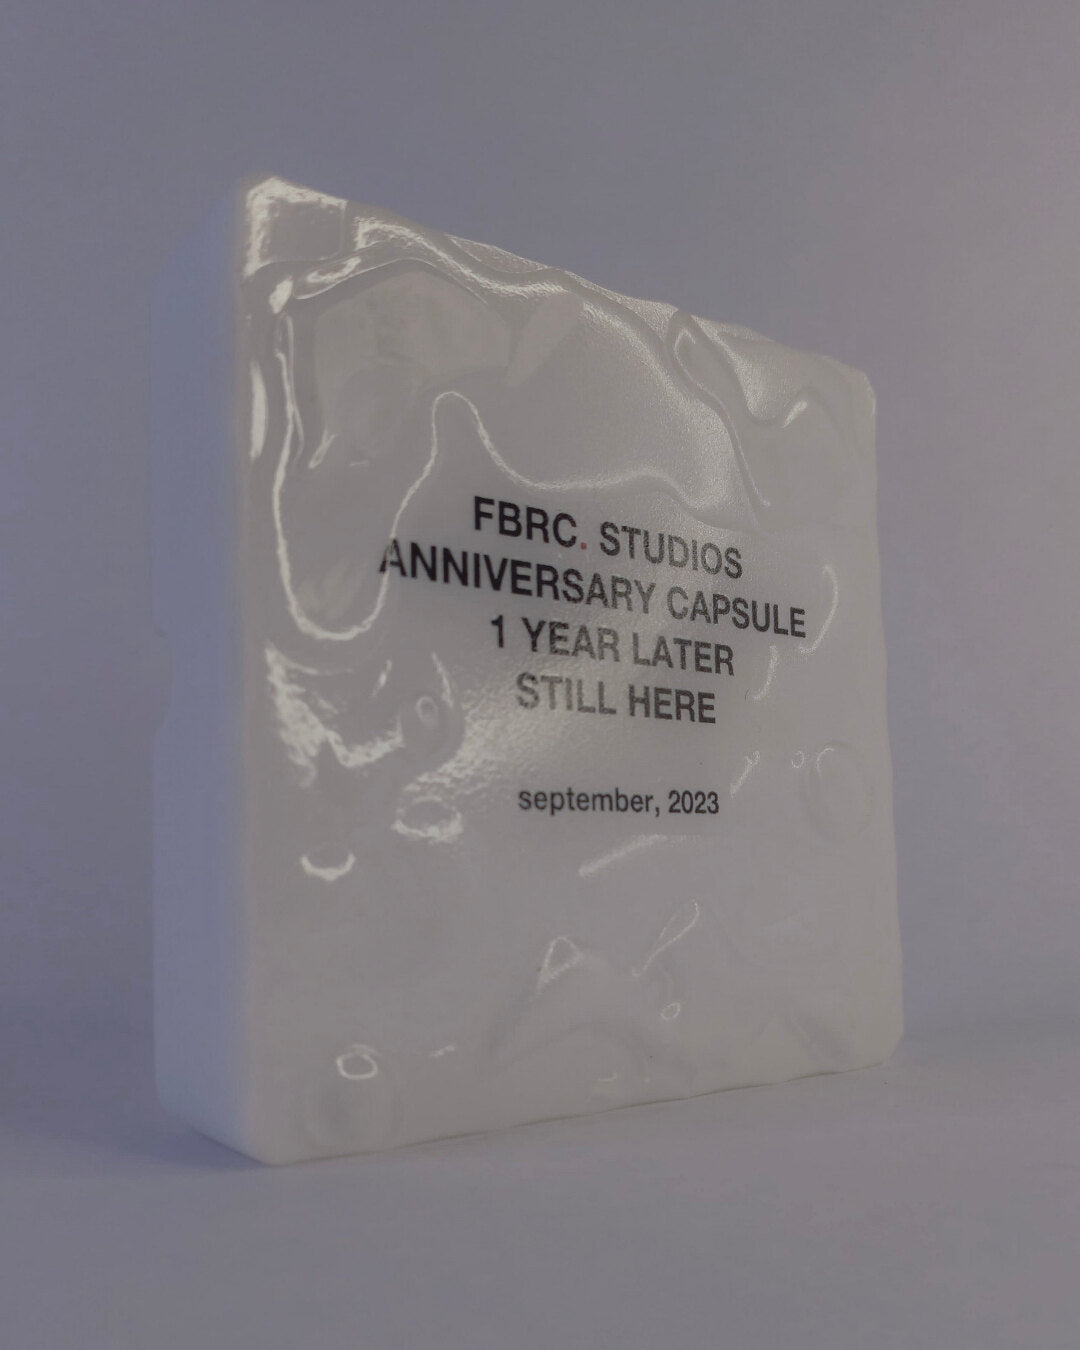 FBRC. STUDIOS
ANNIVERSARY CAPSULE
1 YEAR LATER
STILL HERE
september, 2023